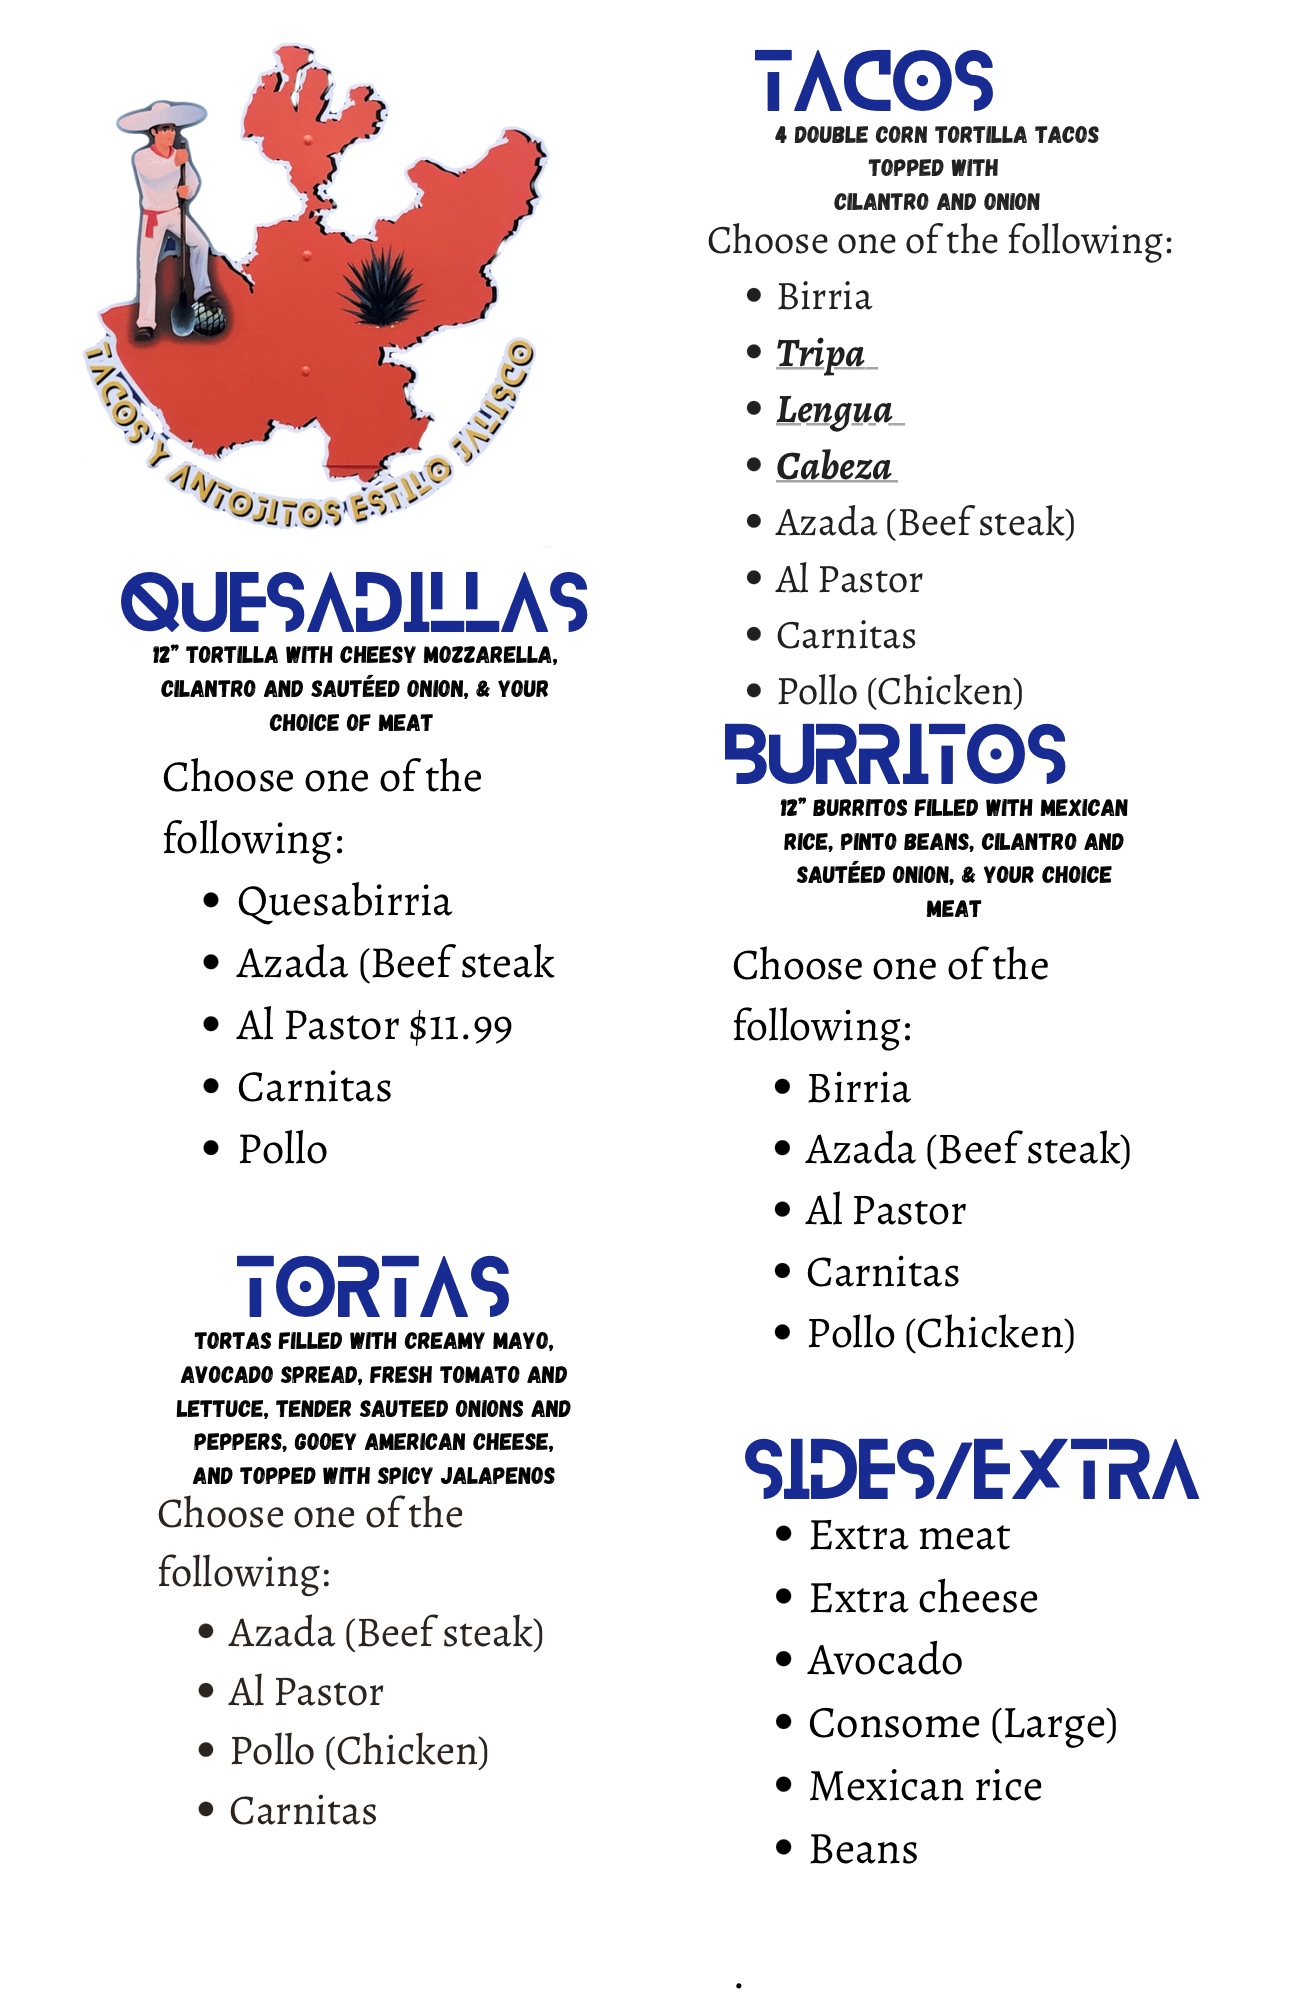 TACOS Y ANTOJITOS ESTILO JALISCO
QUESADILLAS
12” TORTILLA WITH CHEESY MOZZARELLA,
CILANTRO AND SAUTÉED ONION, & YOUR
CHOICE OF MEAT
Choose one of the
following:
• Quesabirria
• Azada (Beef steak
• Al Pastor $11.99
• Carnitas
• Pollo
TORTAS
TORTAS FILLED WITH CREAMY MAYO,
AVOCADO SPREAD, FRESH TOMATO AND
LETTUCE, TENDER SAUTEED ONIONS AND
PEPPERS, GOOEY AMERICAN CHEESE,
AND TOPPED WITH SPICY JALAPENOS
Choose one of the
following:
• Azada (Beef steak)
• Al Pastor
• Pollo (Chicken)
• Carnitas
TACOS
4 DOUBLE CORN TORTILLA TACOS
TOPPED WITH
CILANTRO AND ONION
Choose one of the following:
• Birria
• Tripa
• Lengua
• Cabeza
• Azada (Beef steak)
• Al Pastor
• Carnitas
• Pollo (Chicken)
BURRITOS
12” BURRITOS FILLED WITH MEXICAN
RICE, PINTO BEANS, CILANTRO AND
SAUTÉED ONION, & YOUR CHOICE
MEAT
Choose one of the
following:
• Birria
• Azada (Beef steak)
• Al Pastor
• Carnitas
• Pollo (Chicken)
SIDES/EXTRA
• Extra meat
• Extra cheese
• Avocado
• Consome (Large)
• Mexican rice
• Beans
.